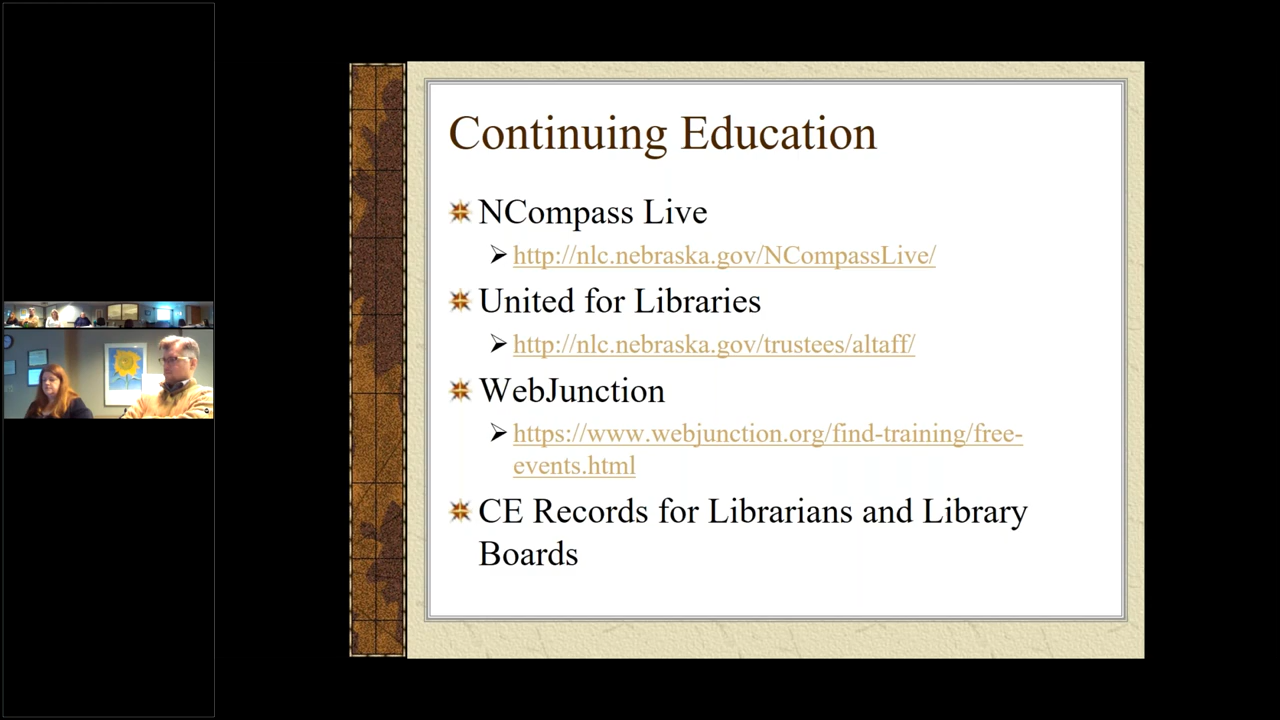 Continuing Education
NCompass Live
http://nlc.nebraska.gov/NCompassLive/
United for Libraries
http://nlc.nebraska.gov/trustees/altaff/
WebJunction
https://www.webjunction.org/find-training/free-
events.html
CE Records for Librarians and Library
Boards